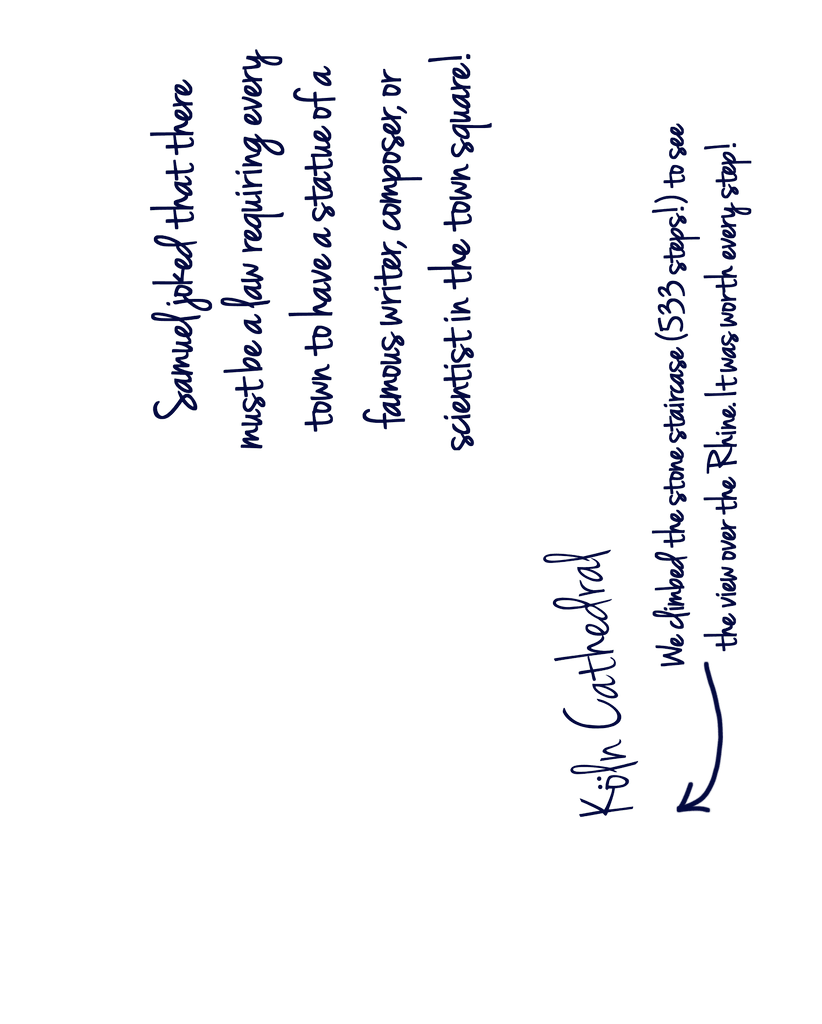 Samuel joked that there
must be a law requiring every
town to have a statue of a
famous writer, composer, or
scientist in the town square!
Köln Cathedral
We climbed the stone staircase (533 steps!) to see
the view over the Rhine. It was worth every step!